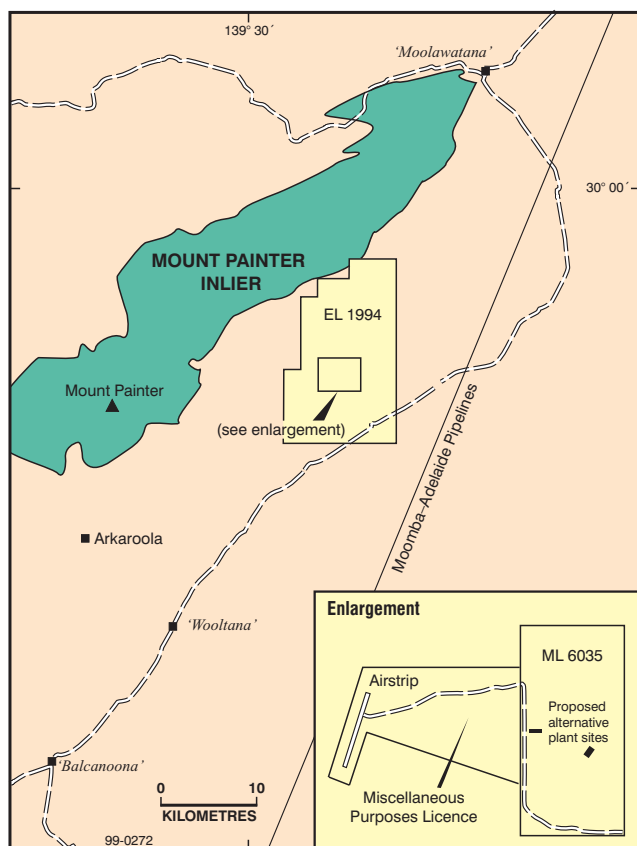 139° 30´
‘Moolawatana’
30° 00´
MOUNT PAINTER
INLIER
EL 1994
Mount Painter
(see enlargement)
Moomba–Adelaide Pipelines
Arkaroola
‘Wooltana’
‘Balcanoona’
0 10
KILOMETRES
99-0272
Enlargement
ML 6035
Airstrip
Proposed
alternative
plant sites
Miscellaneous
Purposes Licence